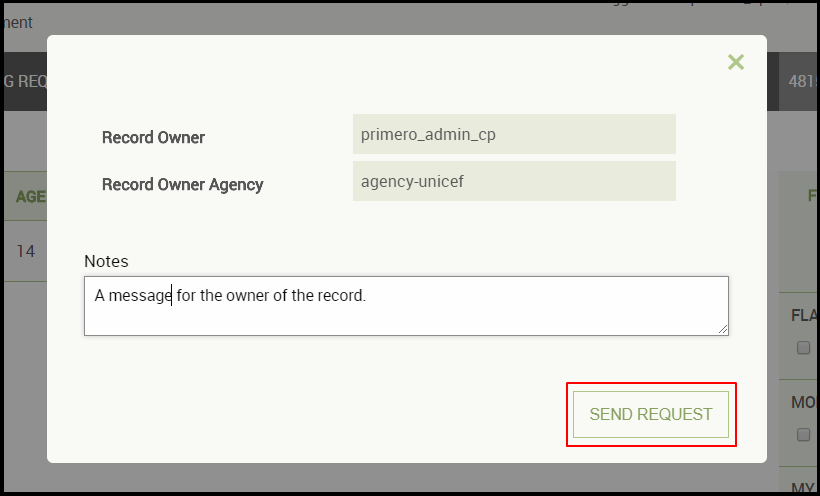 ment
G REQ
481
Record Owner
primero_admin_cp
Record Owner Agency
agency-unicef
AGE
F
14
Notes
A message for the owner of the record.
FLA
SEND REQUEST
MO
MY